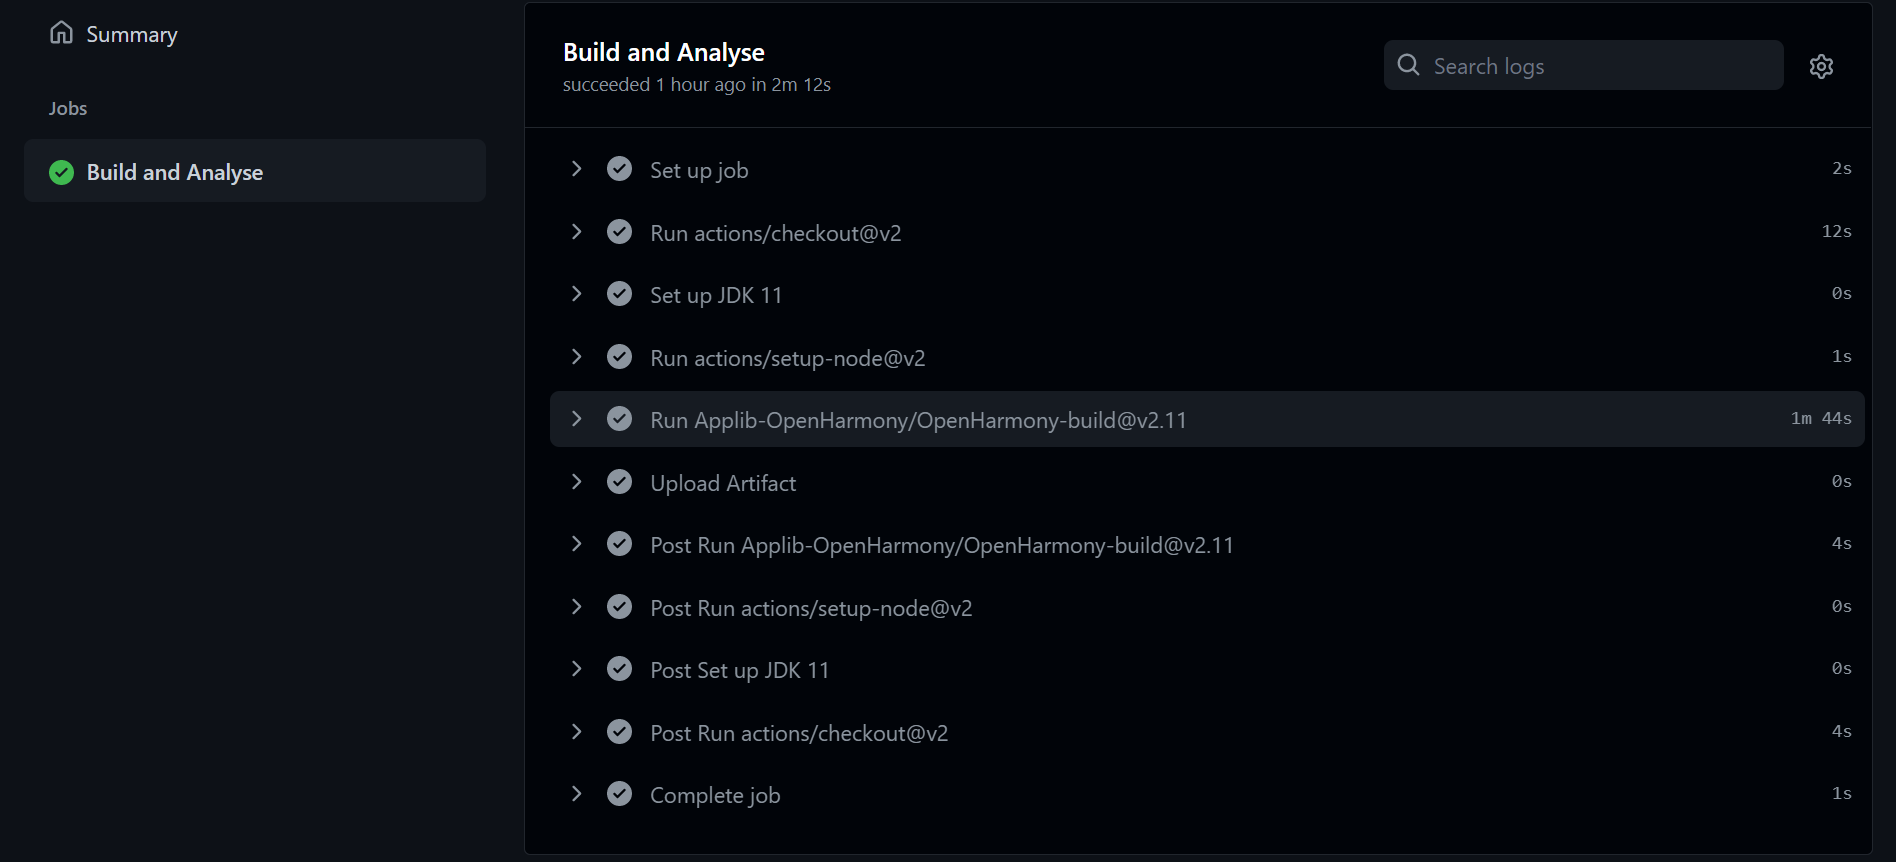 Summary
Jobs
Build and Analyse
Build and Analyse
succeeded 1 hour ago in 2m 12s
Search logs
Set up job 2s
Run actions/checkout@v2 12s
Set up JDK 11 0s
Run actions/setup-node@v2 1s
Run Applib-OpenHarmony/OpenHarmony-build@v2.11 1m 44s
Upload Artifact 0s
Post Run Applib-OpenHarmony/OpenHarmony-build@v2.11 4s
Post Run actions/setup-node@v2 0s
Post Set up JDK 11 0s
Post Run actions/checkout@v2 4s
Complete job 1s